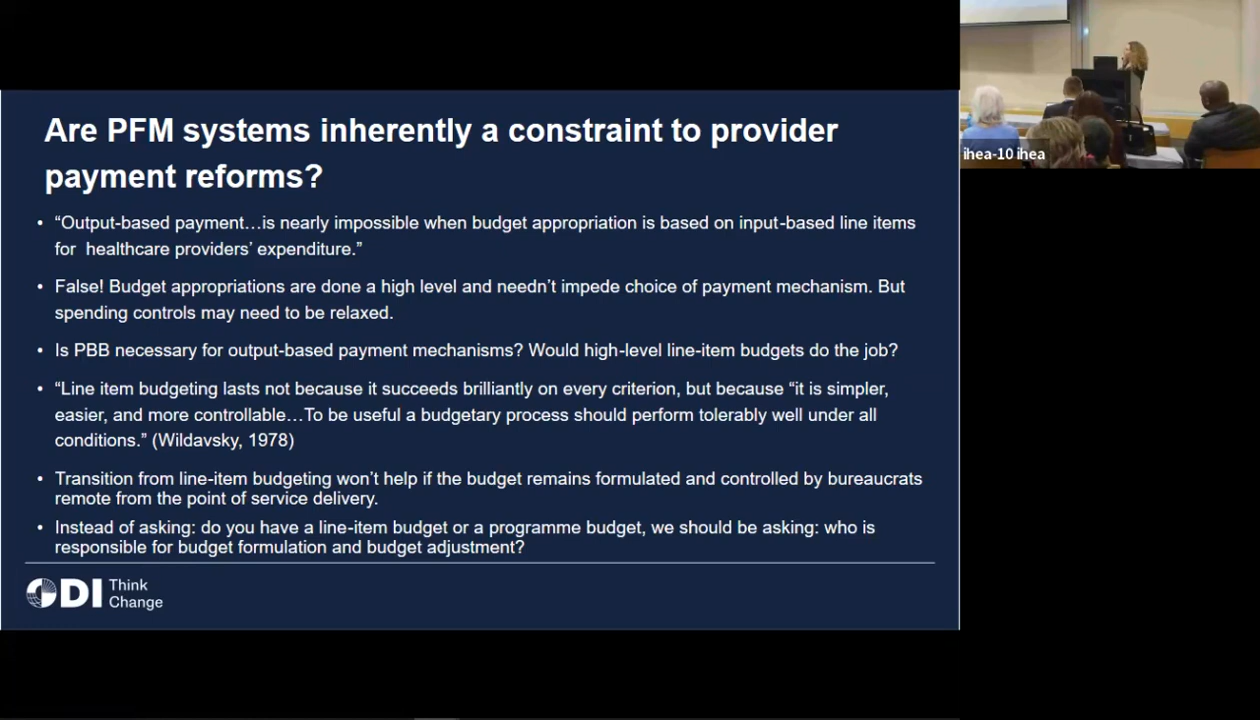 Are PFM systems inherently a constraint to provider
payment reforms?
• “Output-based payment…is nearly impossible when budget appropriation is based on input-based line items
for healthcare providers’ expenditure.”
• False! Budget appropriations are done a high level and needn’t impede choice of payment mechanism. But
spending controls may need to be relaxed.
• Is PBB necessary for output-based payment mechanisms? Would high-level line-item budgets do the job?
• “Line item budgeting lasts not because it succeeds brilliantly on every criterion, but because “it is simpler,
easier, and more controllable…To be useful a budgetary process should perform tolerably well under all
conditions.” (Wildavsky, 1978)
• Transition from line-item budgeting won’t help if the budget remains formulated and controlled by bureaucrats
remote from the point of service delivery.
• Instead of asking: do you have a line-item budget or a programme budget, we should be asking: who is
responsible for budget formulation and budget adjustment?
ODI Think
Change
ihea-10 ihea